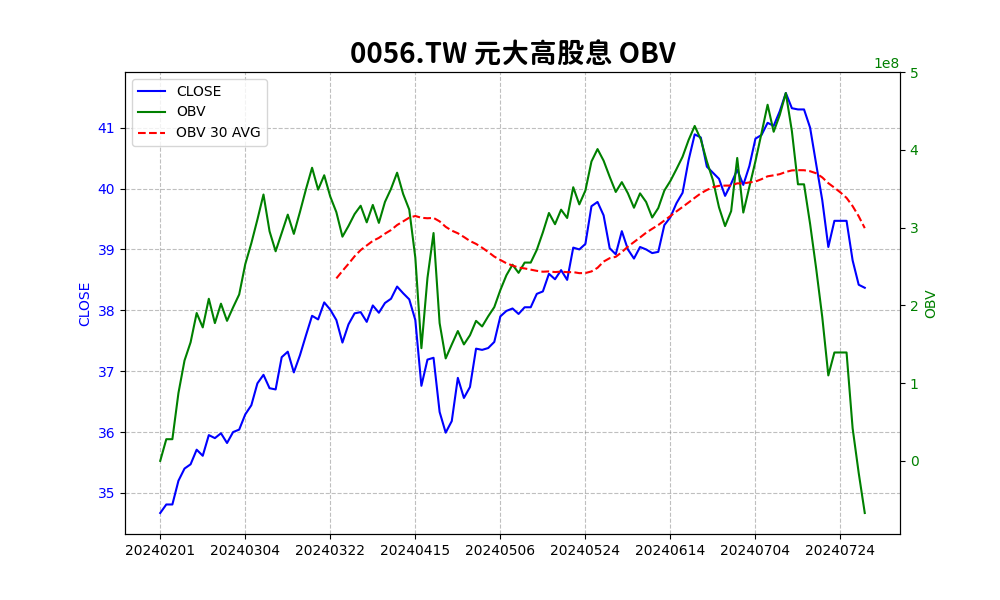 0056.TW 元大高股息 OBV
1e8
CLOSE
OBV
OBV 30 AVG
41
40
39
38
37
36
35
CLOSE
5
4
3
2
1
0
OBV
20240201 20240304 20240322 20240415 20240506 20240524 20240614 20240704 20240724